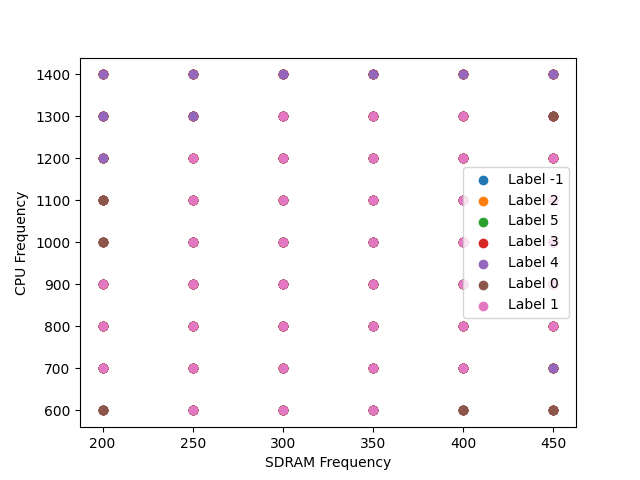 1400
1300
1200
1100
1000
900
800
700
600
CPU Frequency
Label -1
Label 2
Label 5
Label 3
Label 4
Label 0
Label 1
200
250
300
350
400
450
SDRAM Frequency